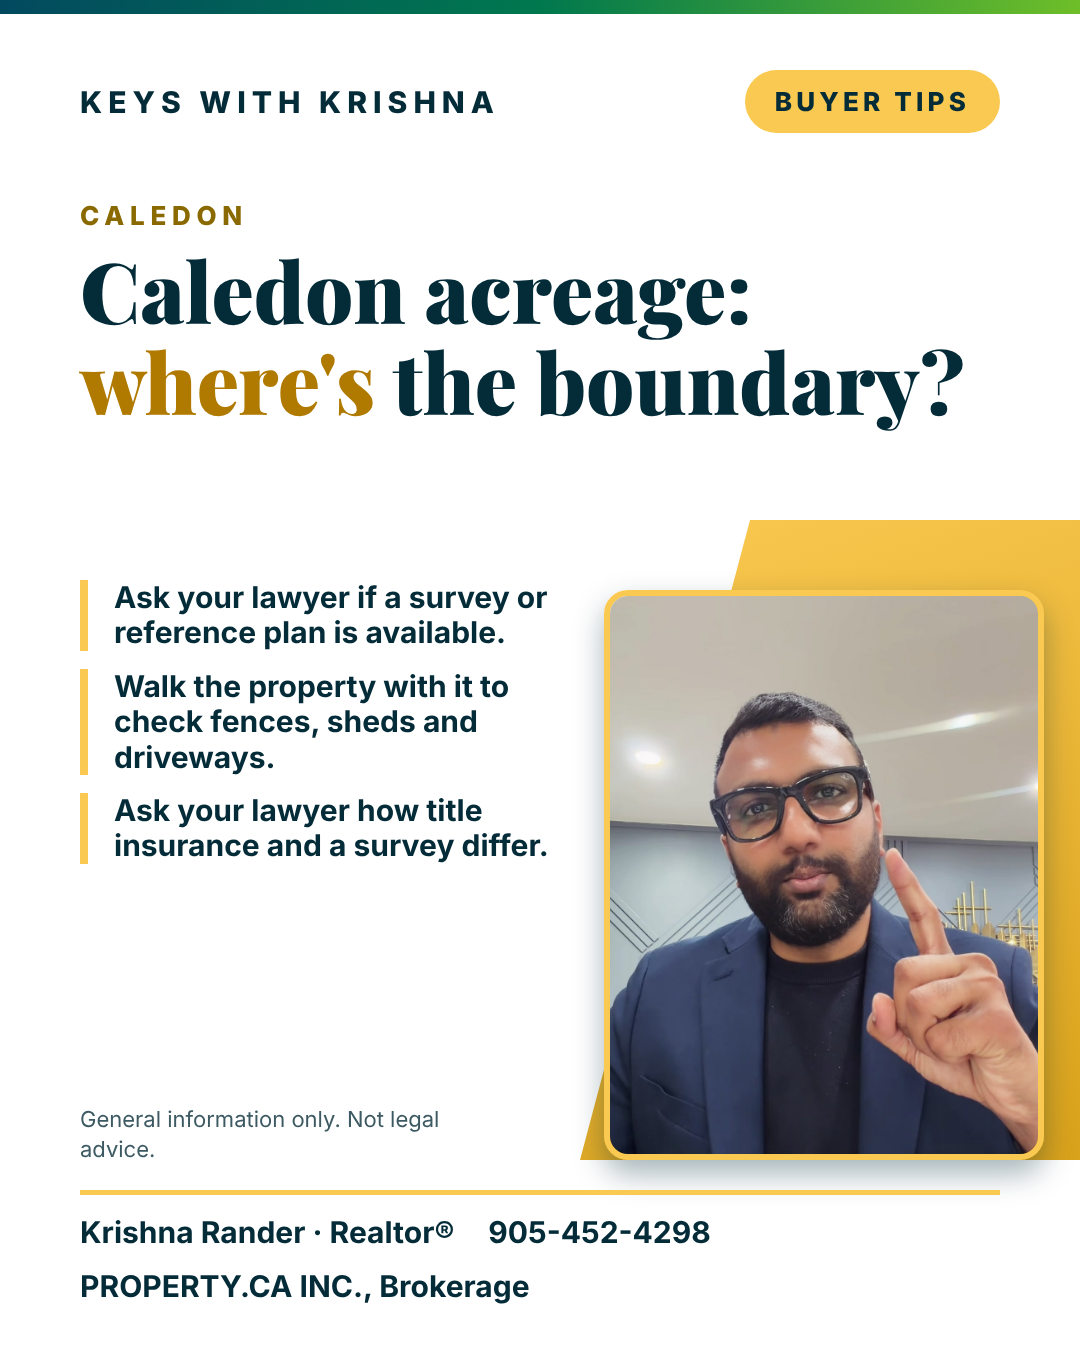 KEYS WITH KRISHNA
BUYER TIPS
CALEDON
Caledon acreage:
where's the boundary?
Ask your lawyer if a survey or
reference plan is available.
Walk the property with it to
check fences, sheds and
driveways.
Ask your lawyer how title
insurance and a survey differ.
General information only. Not legal
advice.
Krishna Rander · Realtor® 905-452-4298
PROPERTY.CA INC., Brokerage